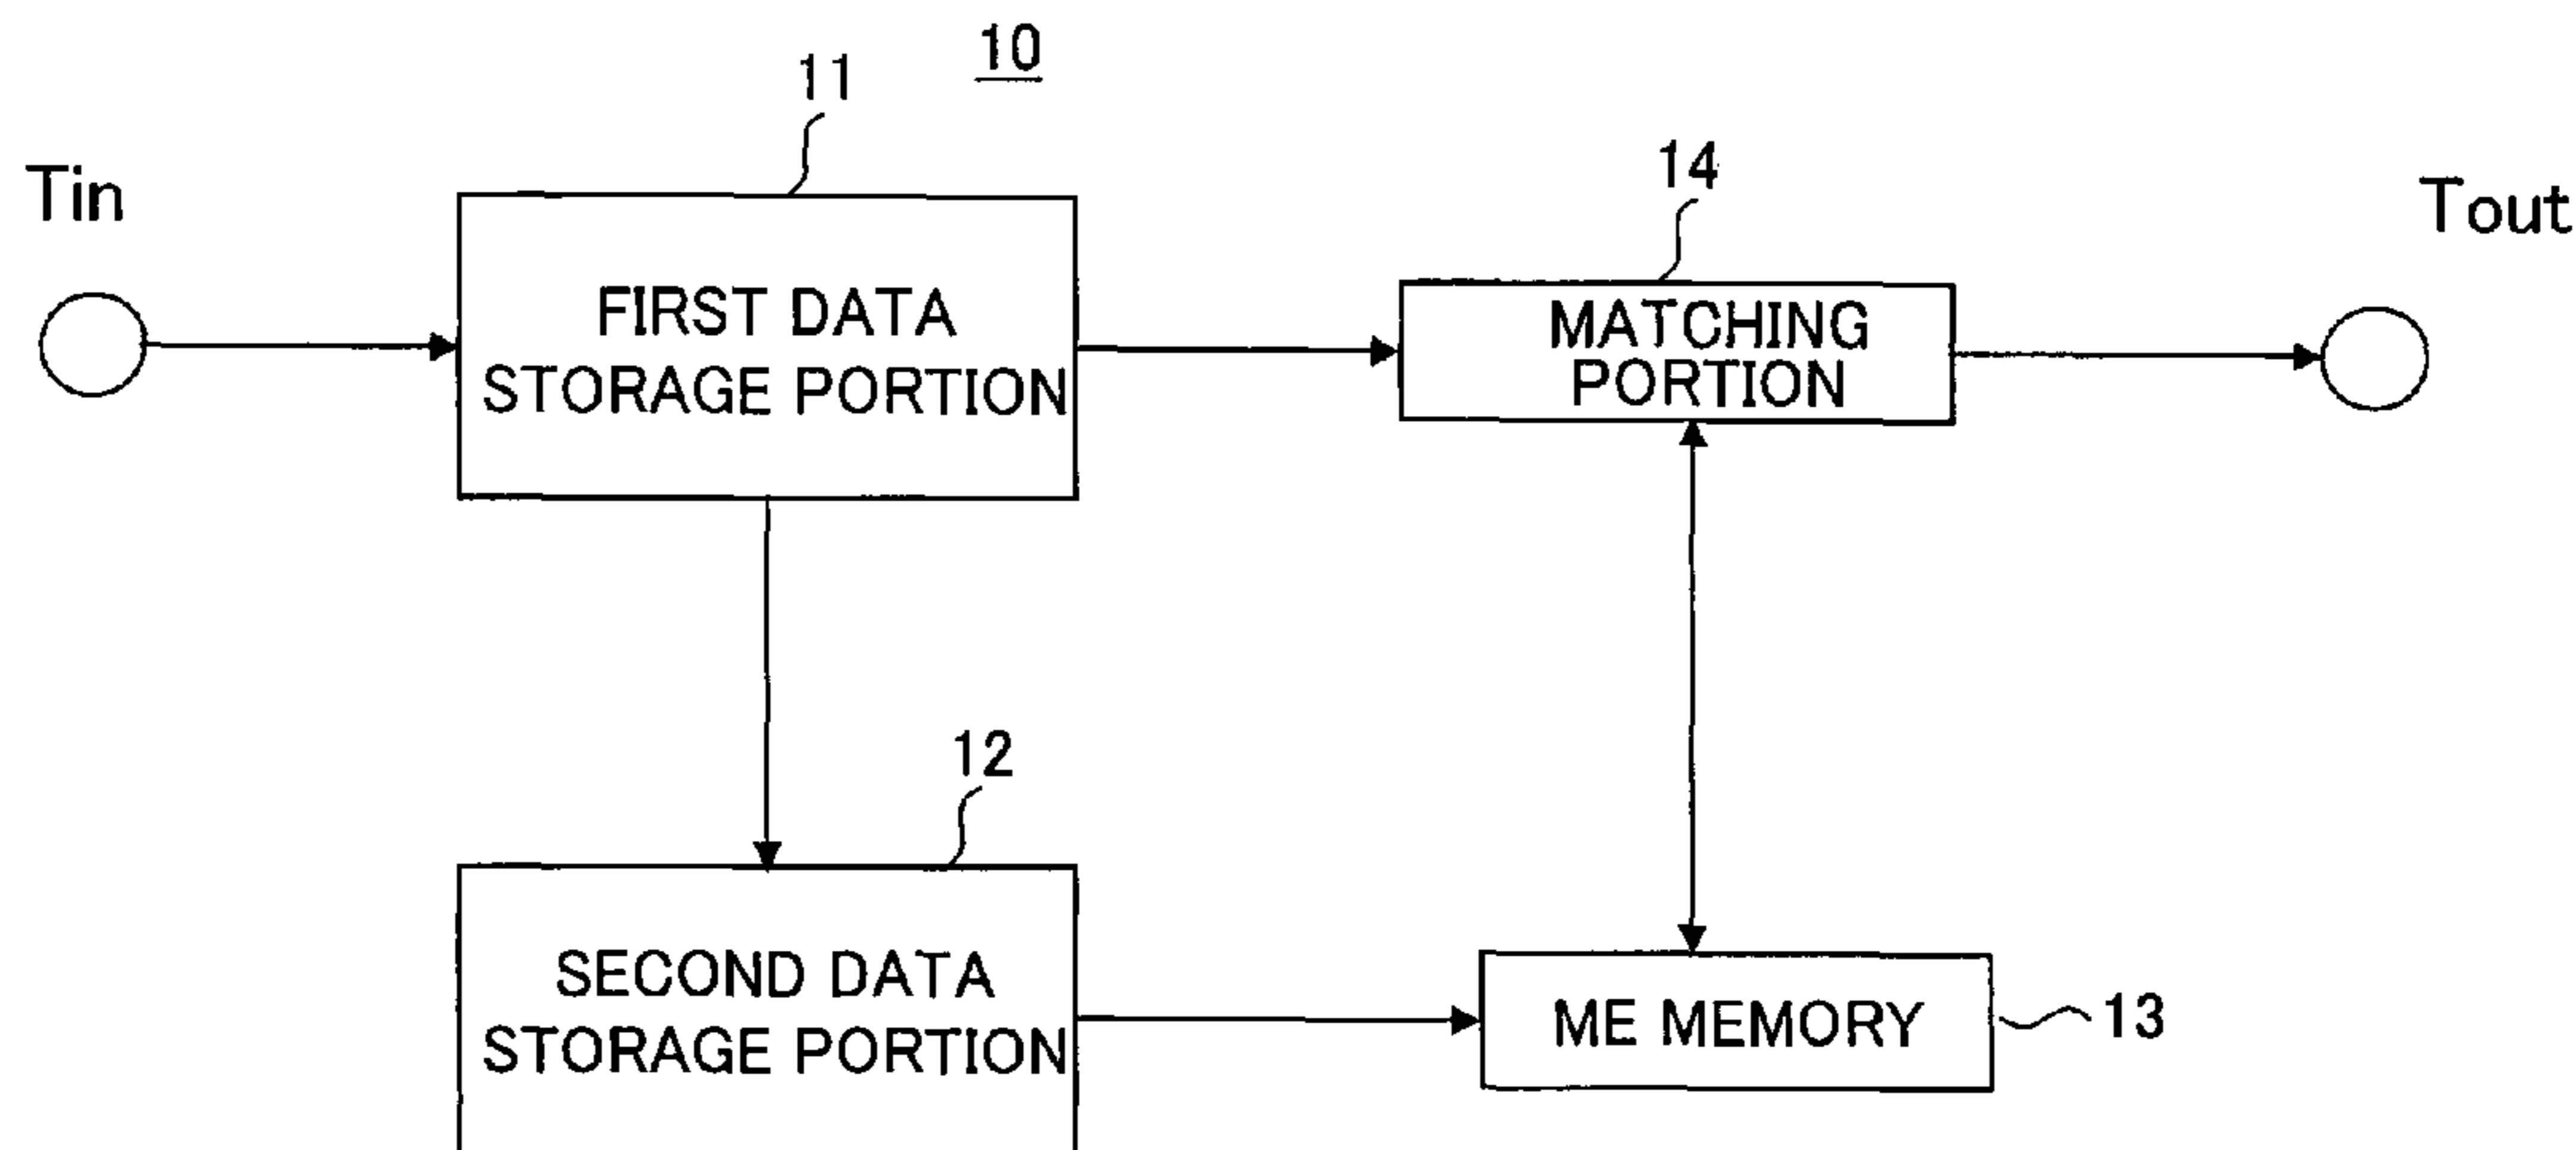 10
11
Tin
FIRST DATA
STORAGE PORTION
14
MATCHING
PORTION
Tout
12
SECOND DATA
STORAGE PORTION
ME MEMORY
13